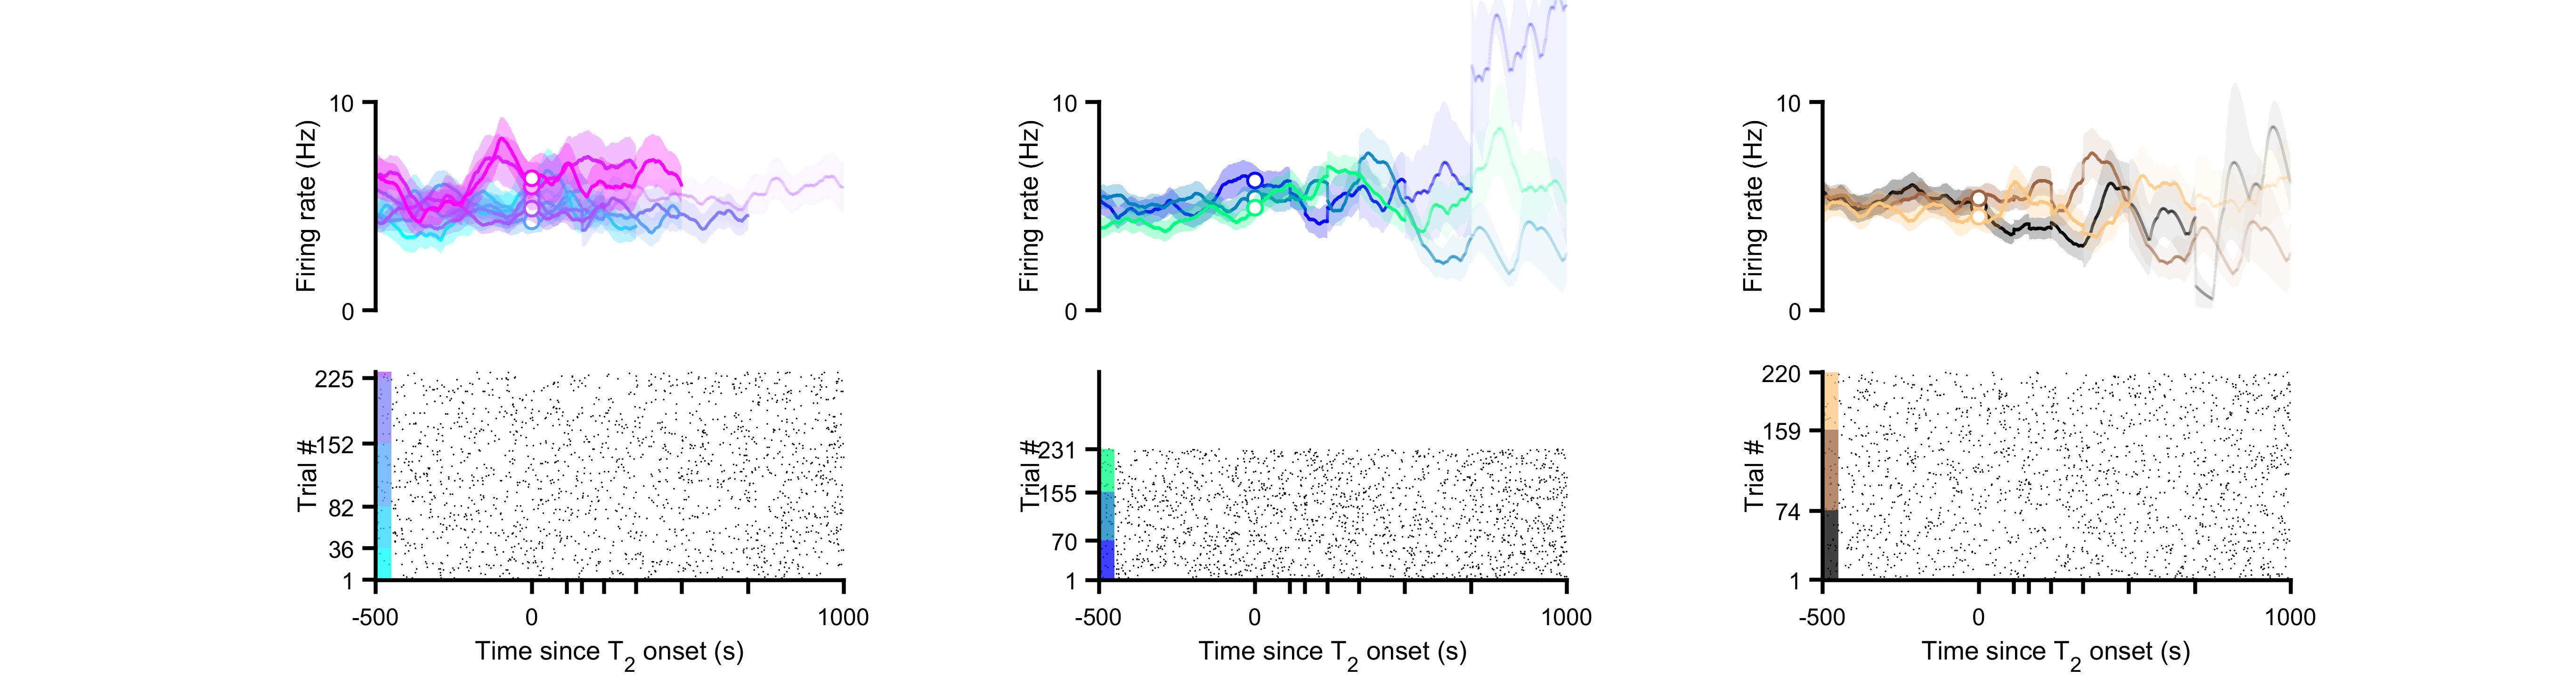 10
Firing rate (Hz)
0
10
Firing rate (Hz)
0
10
Firing rate (Hz)
0
225
152
Trial #
82
36
1
-500 0 1000
Time since T2 onset (s)
231
155
Trial #
70
1
-500 0 1000
Time since T2 onset (s)
220
159
Trial #
74
1
-500 0 1000
Time since T2 onset (s)